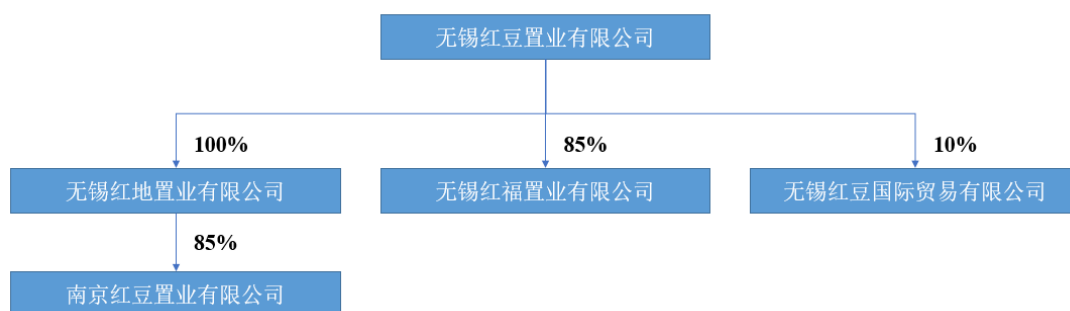 无锡红豆置业有限公司
100%
85%
10%
无锡红地置业有限公司
无锡红福置业有限公司
无锡红豆国际贸易有限公司
85%
南京红豆置业有限公司